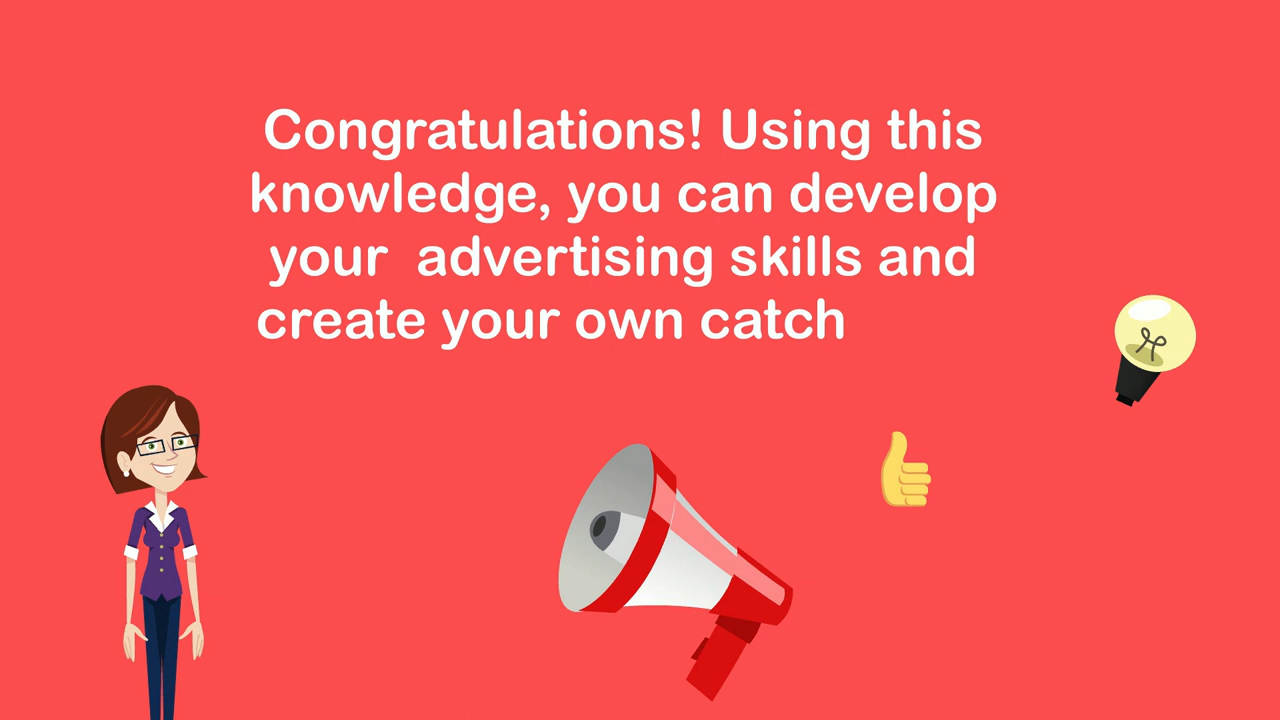 Congratulations! Using this
knowledge, you can develop
your  advertising skills and
create your own catch